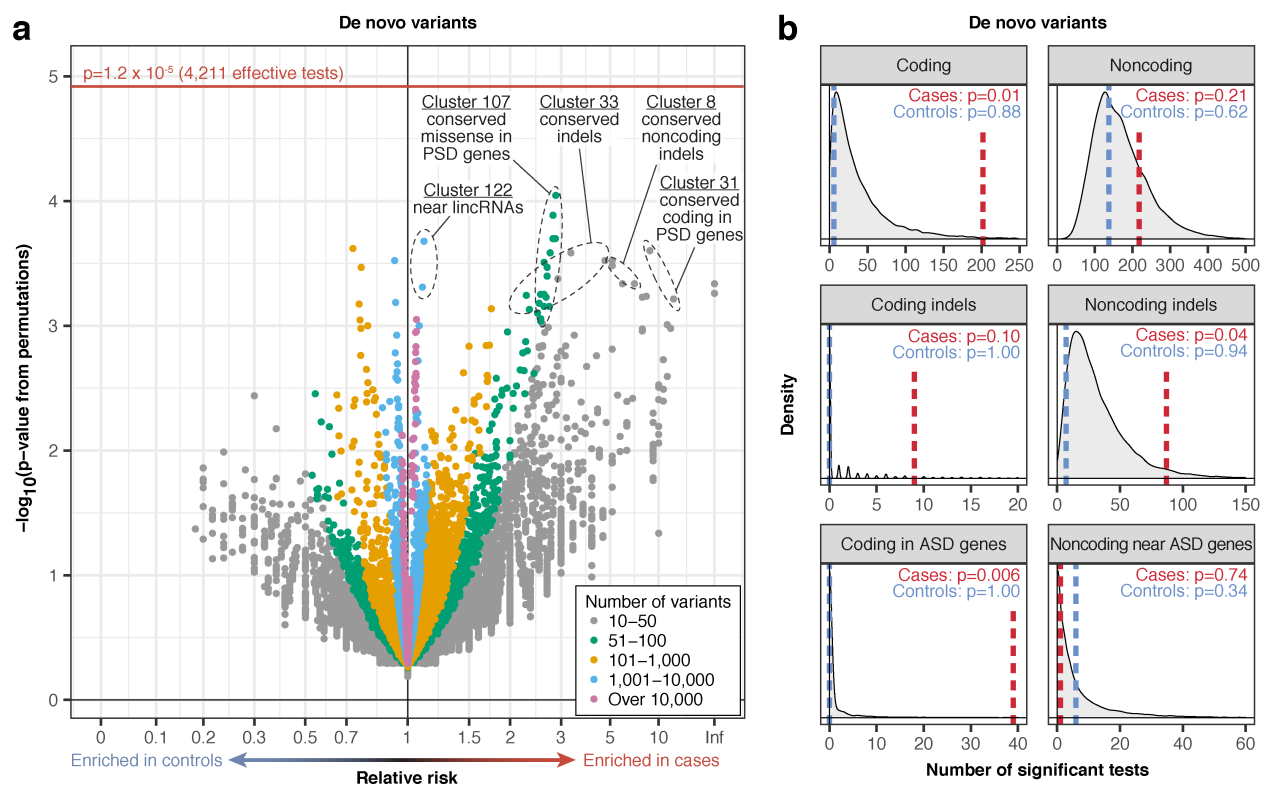 a
De novo variants
p=1.2 x 10-5 (4,211 effective tests)
Cluster 107
conserved
missense in
PSD genes
Cluster 33
conserved
indels
Cluster 8
conserved
noncoding
indels
Cluster 122
near lincRNAs
Cluster 31
conserved
coding in
PSD genes
–log10(p-value from permutations)
5
4
3
2
1
0
Number of variants
10–50
51–100
101–1,000
1,001–10,000
Over 10,000
0 0.1 0.2 0.3 0.5 0.7 1 1.5 2 3 5 10 Inf
Enriched in controls
Enriched in cases
Relative risk
b
De novo variants
Density
Coding
Cases: p=0.01
Controls: p=0.88
0 50 100 150 200 250
Noncoding
Cases: p=0.21
Controls: p=0.62
0 100 200 300 400 500
Coding indels
Cases: p=0.10
Controls: p=1.00
0 5 10 15 20
Noncoding indels
Cases: p=0.04
Controls: p=0.94
0 50 100 150
Coding in ASD genes
Cases: p=0.006
Controls: p=1.00
0 10 20 30 40
Noncoding near ASD genes
Cases: p=0.74
Controls: p=0.34
0 20 40 60
Number of significant tests